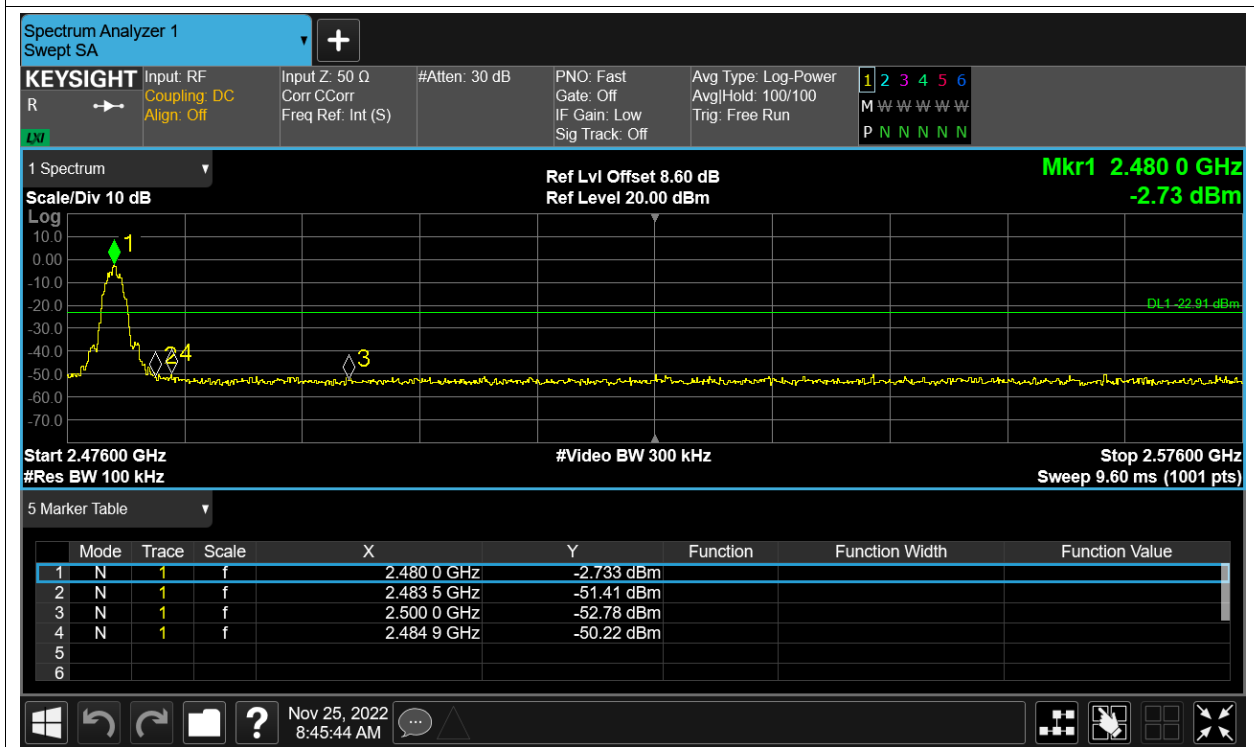 Spectrum Analyzer 1
Swept SA
KEYSIGHT
R
LXI
Input: RF
Coupling: DC
Align: Off
Input Z: 50 Ω
Corr CCorr
Freq Ref: Int (S)
#Atten: 30 dB
PNO: Fast
Gate: Off
IF Gain: Low
Sig Track: Off
Avg Type: Log-Power
Avg|Hold: 100/100
Trig: Free Run
1 2 3 4 5 6
M W W W W W
P N N N N N
1 Spectrum
Scale/Div 10 dB
Ref Lvl Offset 8.60 dB
Ref Level 20.00 dBm
Mkr1 2.480 0 GHz
-2.73 dBm
Log
10.0
0.00
-10.0
-20.0
-30.0
-40.0
-50.0
-60.0
-70.0
1
2 4
3
DL1 -22.91 dBm
Start 2.47600 GHz
#Video BW 300 kHz
Stop 2.57600 GHz
#Res BW 100 kHz
Sweep 9.60 ms (1001 pts)
5 Marker Table
Mode Trace Scale X Y Function Function Width Function Value
1 N 1 f 2.480 0 GHz -2.733 dBm
2 N 1 f 2.483 5 GHz -51.41 dBm
3 N 1 f 2.500 0 GHz -52.78 dBm
4 N 1 f 2.484 9 GHz -50.22 dBm
5
6
?
Nov 25, 2022
8:45:44 AM